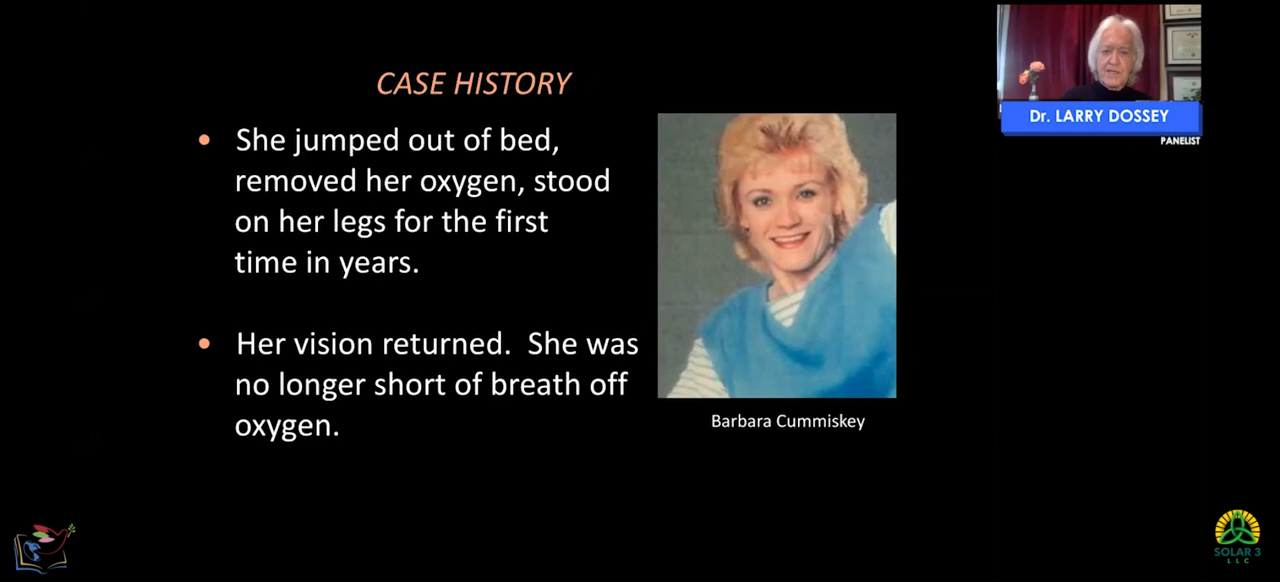 CASE HISTORY
• She jumped out of bed,
removed her oxygen, stood
on her legs for the first
time in years.
• Her vision returned.  She was
no longer short of breath off
oxygen.
Barbara Cummiskey
Dr. LARRY DOSSEY
PANELIST
SOLAR 3
LLC